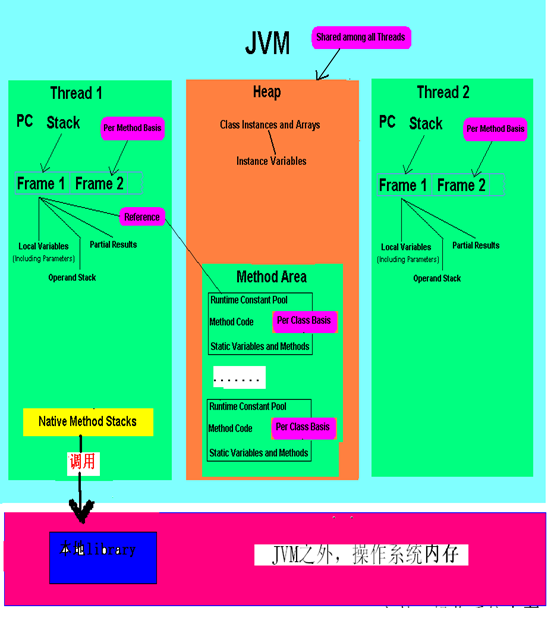 JVM
Shared among all Threads
Thread 1
PC
Stack
Per Method Basis
Frame 1
Frame 2
Reference
Local Variables
(Including Parameters)
Partial Results
Operand Stack
Native Method Stacks
调用
本地library
Heap
Class Instances and Arrays
Instance Variables
Method Area
Runtime Constant Pool
Method Code
Per Class Basis
Static Variables and Methods
.......
Runtime Constant Pool
Method Code
Per Class Basis
Static Variables and Methods
Thread 2
PC
Stack
Per Method Basis
Frame 1
Frame 2
Local Variables
(Including Parameters)
Partial Results
Operand Stack
JVM之外，操作系统内存